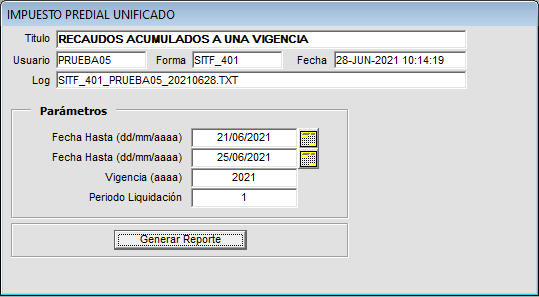 IMPUESTO PREDIAL UNIFICADO
Titulo RECAUDOS ACUMULADOS A UNA VIGENCIA
Usuario PRUEBA05 Forma SITF_401 Fecha 28-JUN-2021 10:14:19
Log SITF_401_PRUEBA05_20210628.TXT
Parámetros
Fecha Hasta (dd/mm/aaaa) 21/06/2021
Fecha Hasta (dd/mm/aaaa) 25/06/2021
Vigencia (aaaa) 2021
Periodo Liquidación 1
Generar Reporte